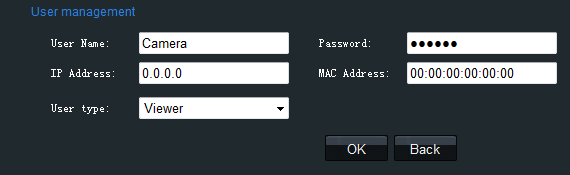 User management
User Name: Camera Password: ●●●●●●
IP Address: 0.0.0.0 MAC Address: 00:00:00:00:00:00
User type: Viewer
OK Back